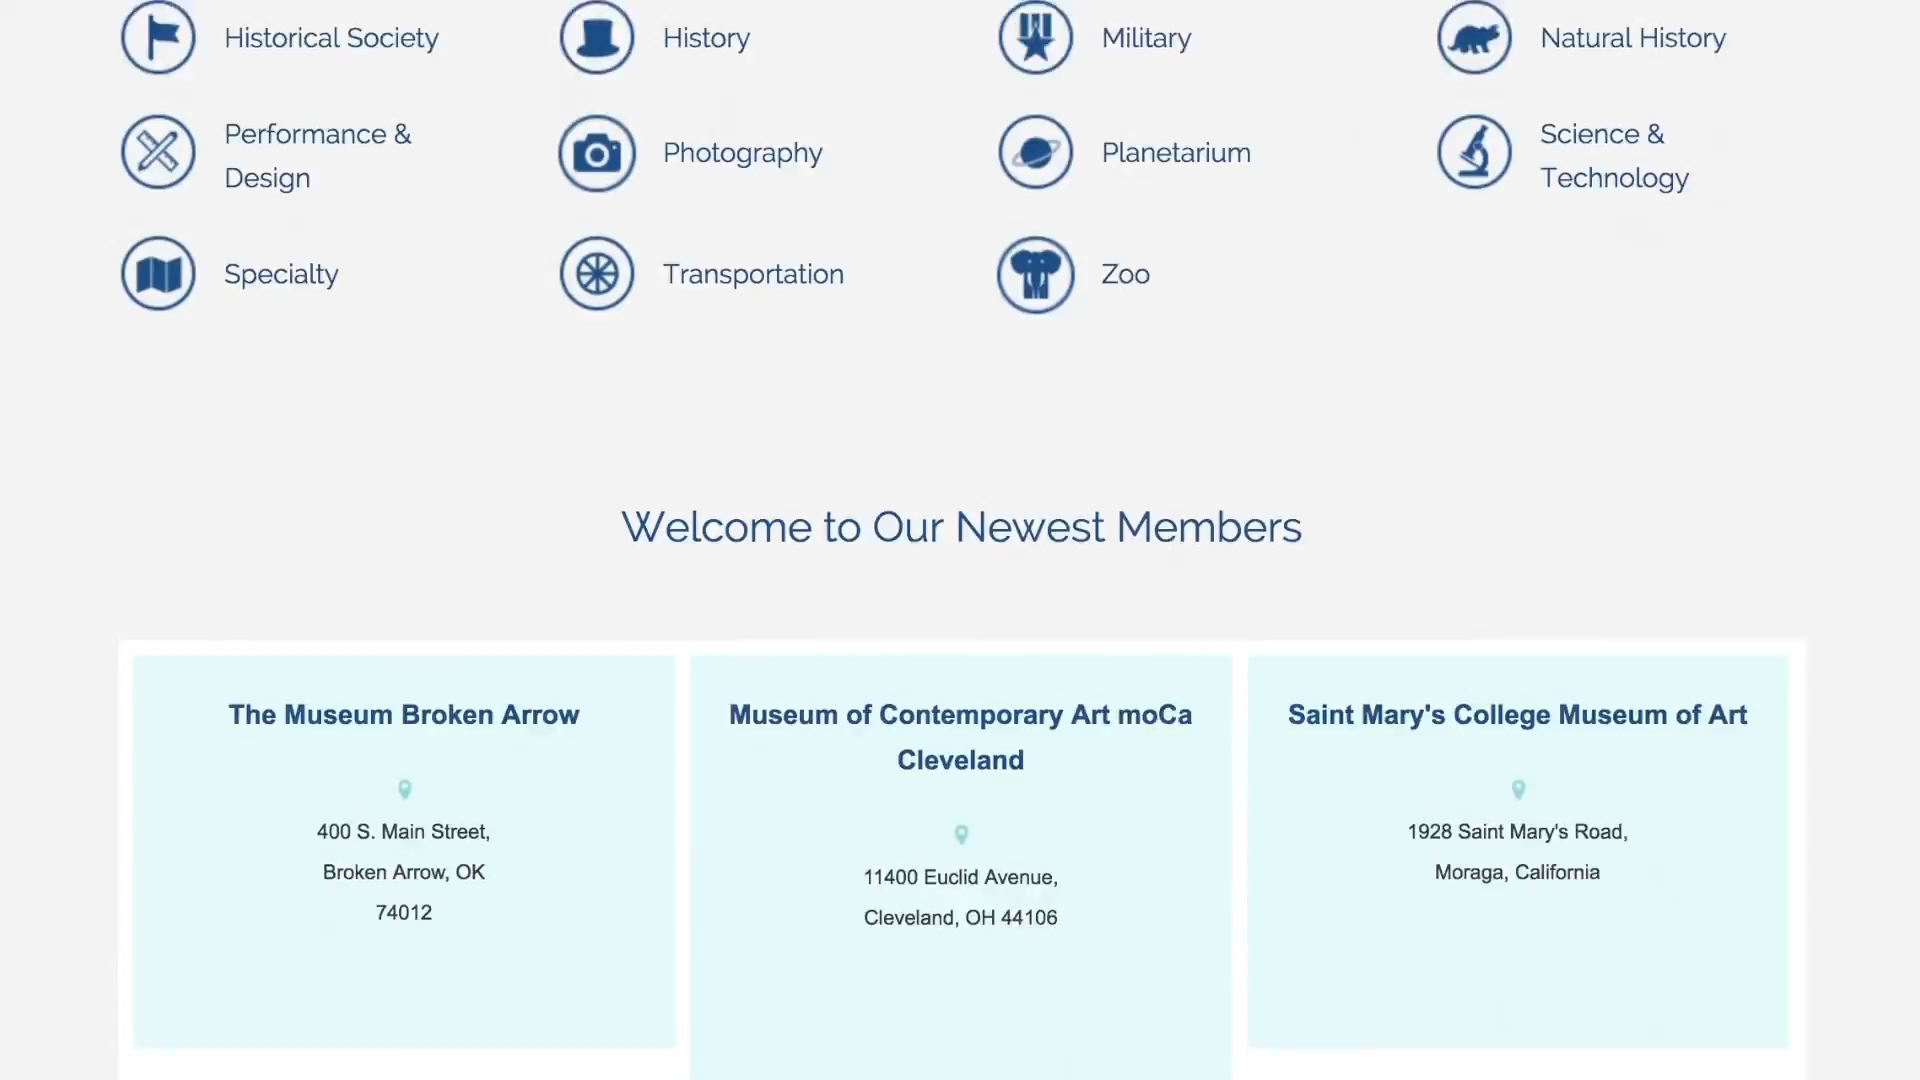 Historical Society
History
Military
Natural History
Performance &
Design
Photography
Planetarium
Science &
Technology
Specialty
Transportation
Zoo
Welcome to Our Newest Members
The Museum Broken Arrow
400 S. Main Street,
Broken Arrow, OK
74012
Museum of Contemporary Art moCa
Cleveland
11400 Euclid Avenue,
Cleveland, OH 44106
Saint Mary's College Museum of Art
1928 Saint Mary's Road,
Moraga, California